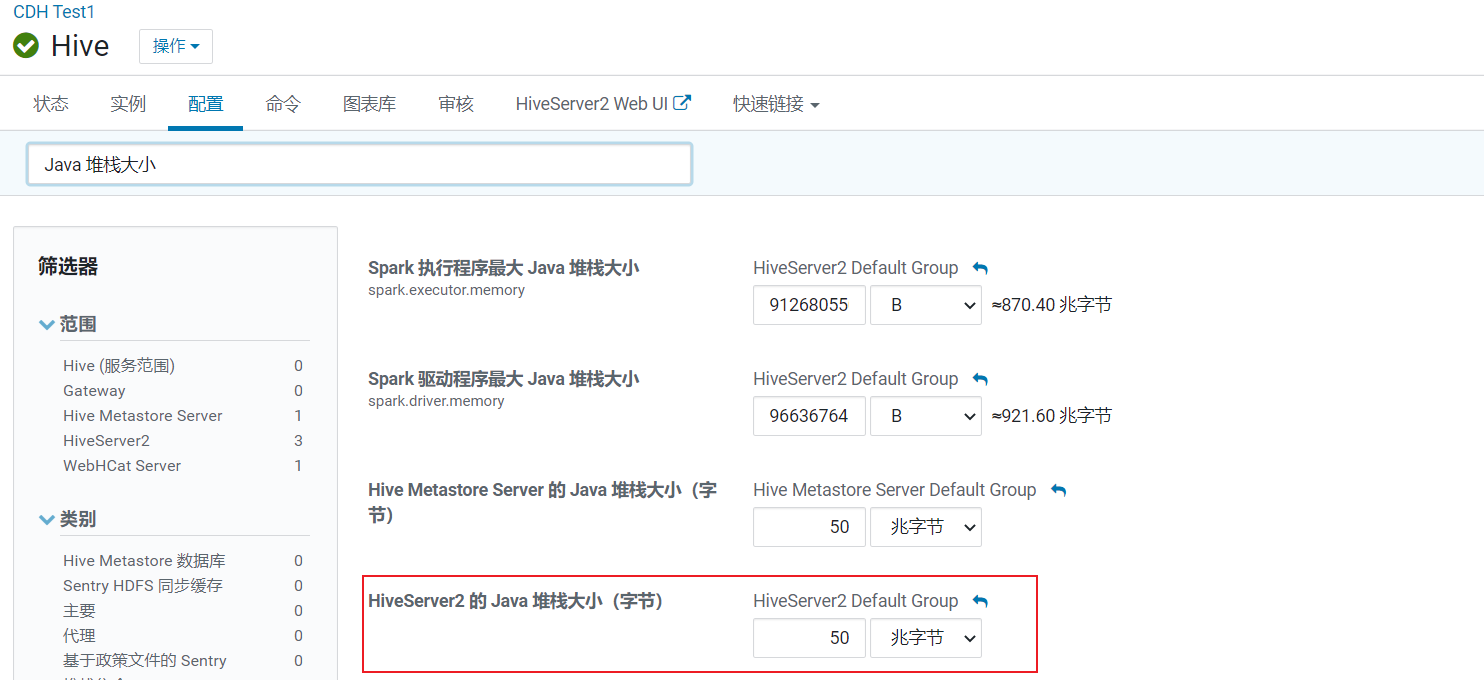 CDH Test1
Hive 操作
状态 实例 配置 命令 图表库 审核 HiveServer2 Web UI 快速链接
Java 堆栈大小
筛选器
范围
Hive (服务范围) 0
Gateway 0
Hive Metastore Server 1
HiveServer2 3
WebHCat Server 1
类别
Hive Metastore 数据库 0
Sentry HDFS 同步缓存 0
主要 0
代理 0
基于政策文件的 Sentry 0
Spark 执行程序最大 Java 堆栈大小
spark.executor.memory
HiveServer2 Default Group
91268055 B ≈870.40 兆字节
Spark 驱动程序最大 Java 堆栈大小
spark.driver.memory
HiveServer2 Default Group
96636764 B ≈921.60 兆字节
Hive Metastore Server 的 Java 堆栈大小（字
节）
Hive Metastore Server Default Group
50 兆字节
HiveServer2 的 Java 堆栈大小（字节）
HiveServer2 Default Group
50 兆字节